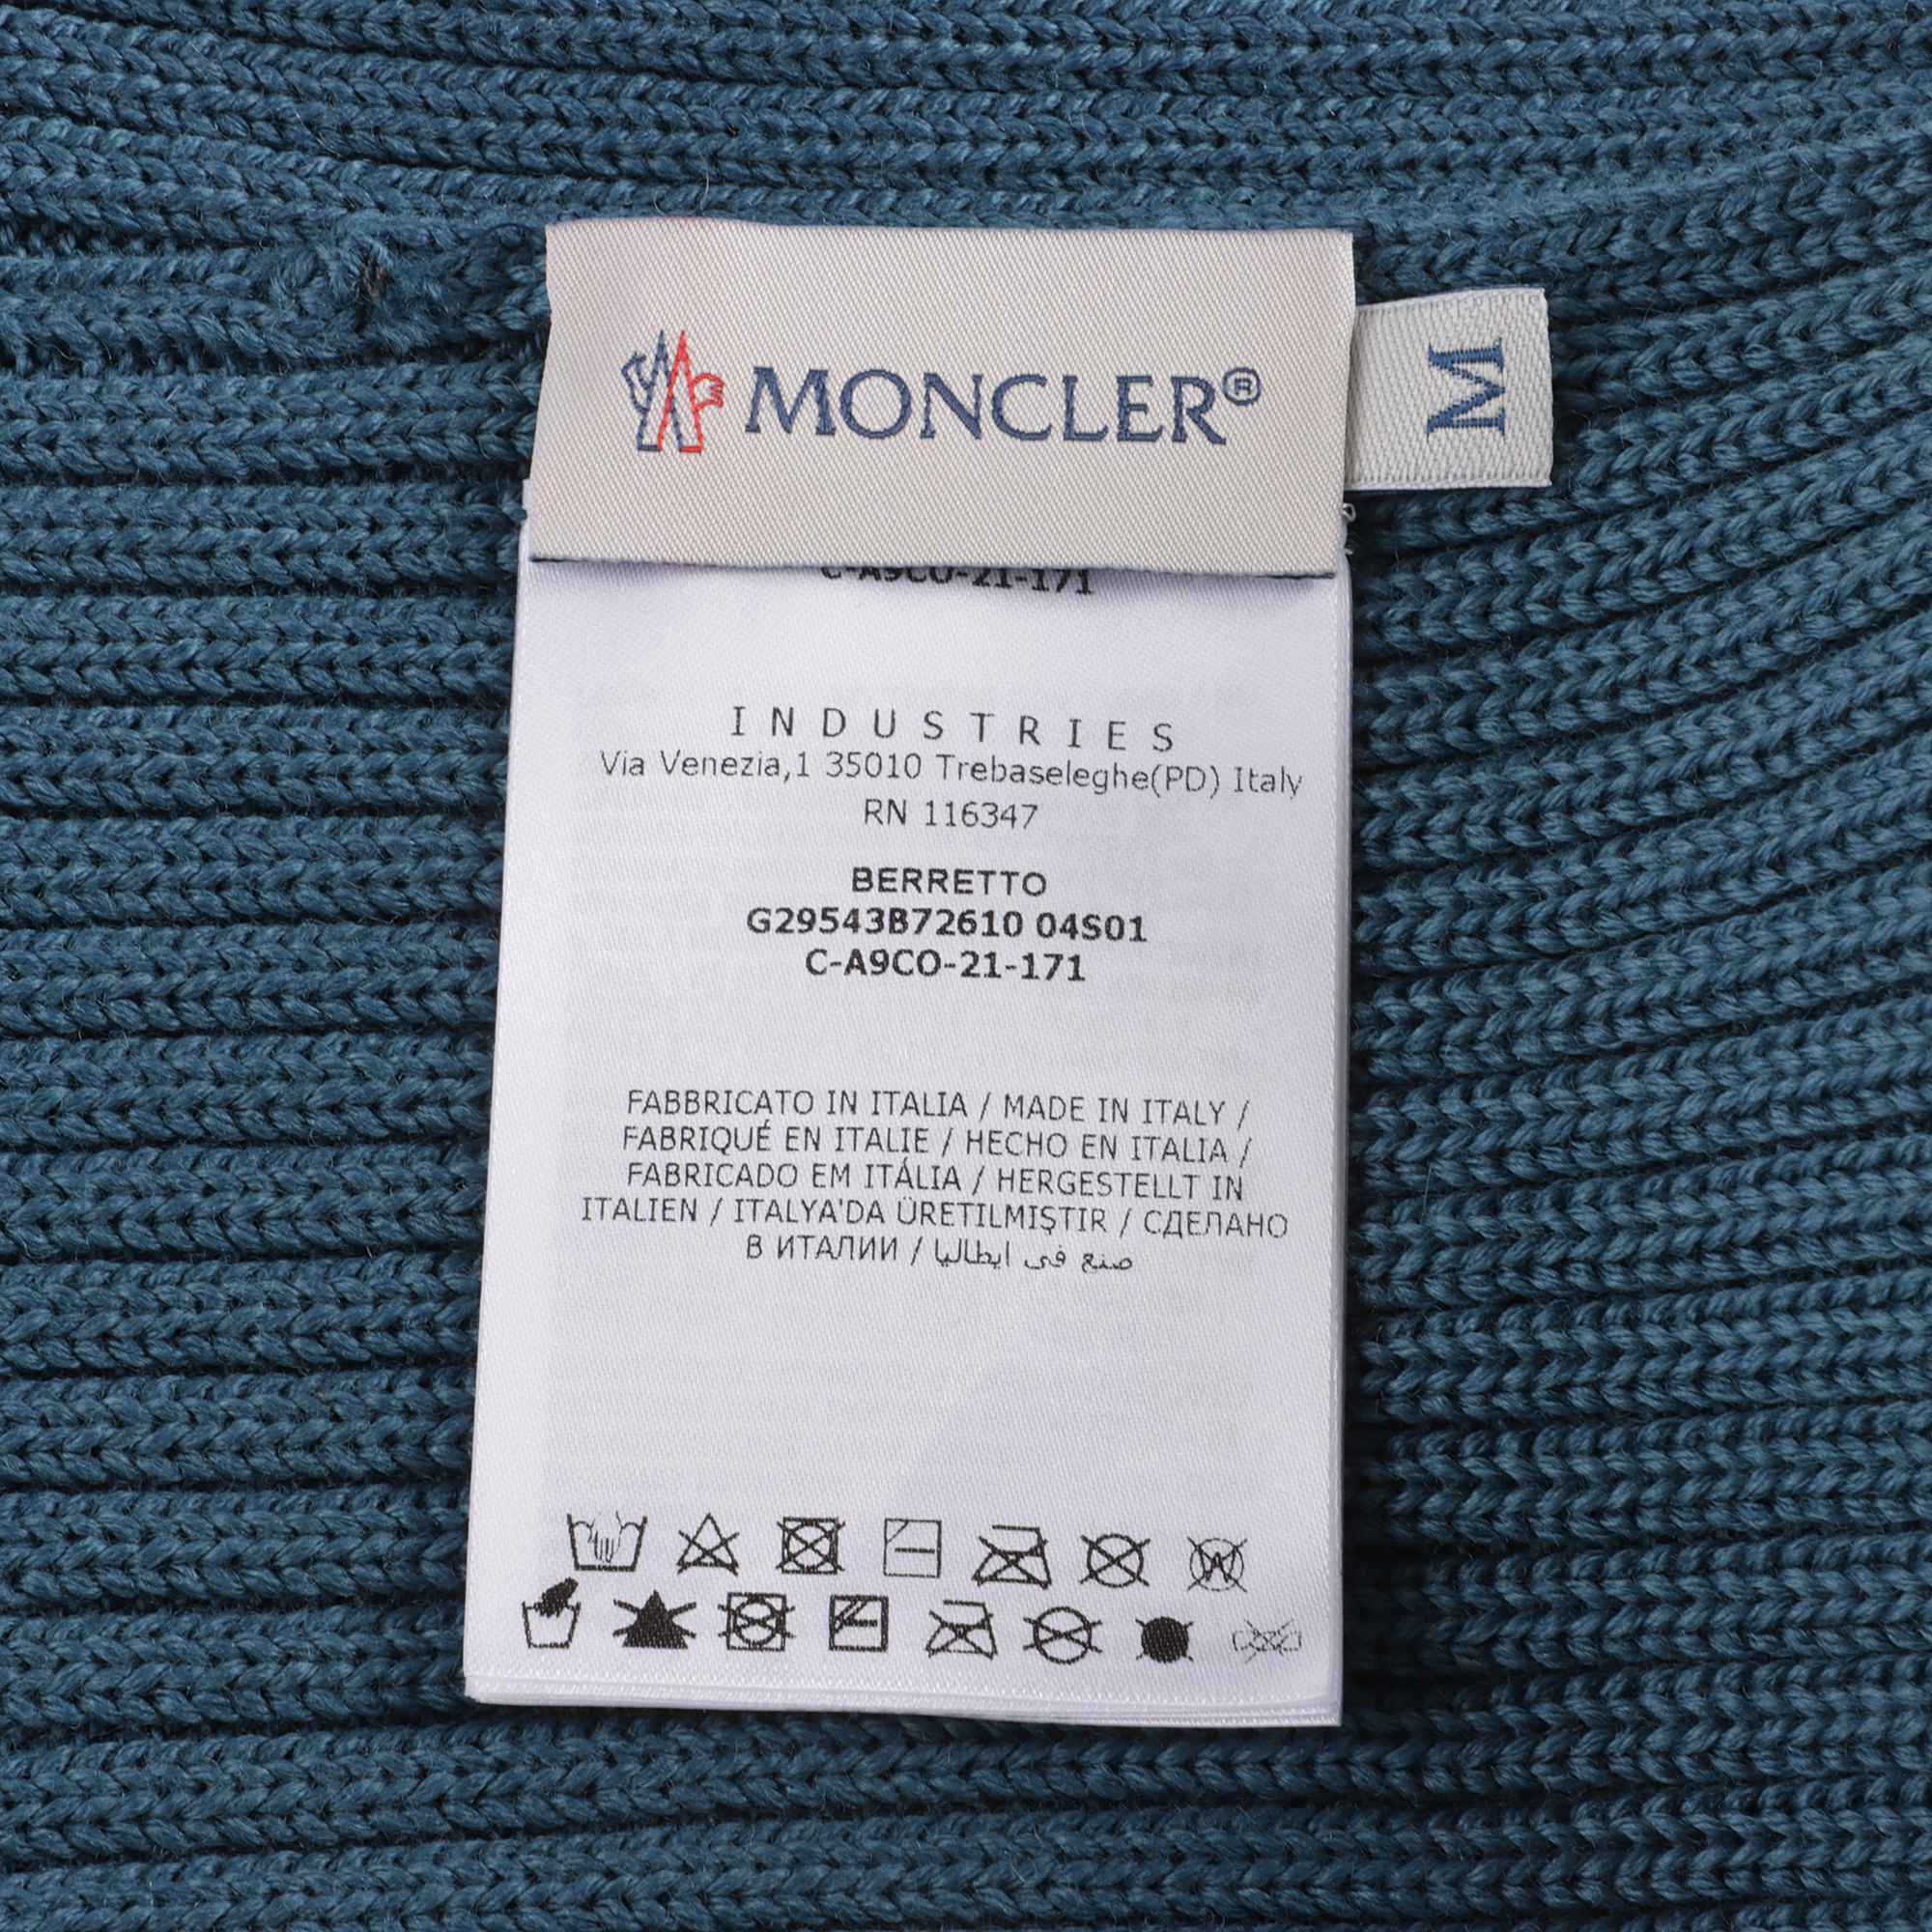 MONCLER®
M
C-A9CO-21-171
INDUSTRIES
Via Venezia,1 35010 Trebaseleghe(PD) Italy
RN 116347
BERRETTO
G29543B72610 04S01
C-A9CO-21-171
FABBRICATO IN ITALIA / MADE IN ITALY /
FABRIQUÉ EN ITALIE / HECHO EN ITALIA /
FABRICADO EM ITÁLIA / HERGESTELLT IN
ITALIEN / ITALYA'DA ÜRETILMIŞTIR / СДЕЛАНО
В ИТАЛИИ / صنع في ايطاليا
W